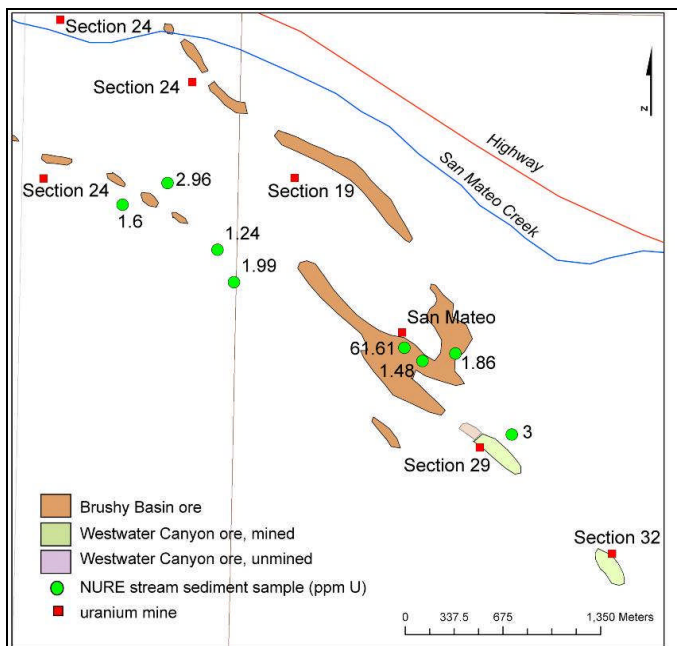 Section 24
Section 24
Highway
San Mateo Creek
N
Section 24
2.96
Section 19
1.6
1.24
1.99
San Mateo
61.61
1.48
1.86
3
Section 29
Section 32
Brushy Basin ore
Westwater Canyon ore, mined
Westwater Canyon ore, unmined
NURE stream sediment sample (ppm U)
uranium mine
0 337.5 675 1,350 Meters